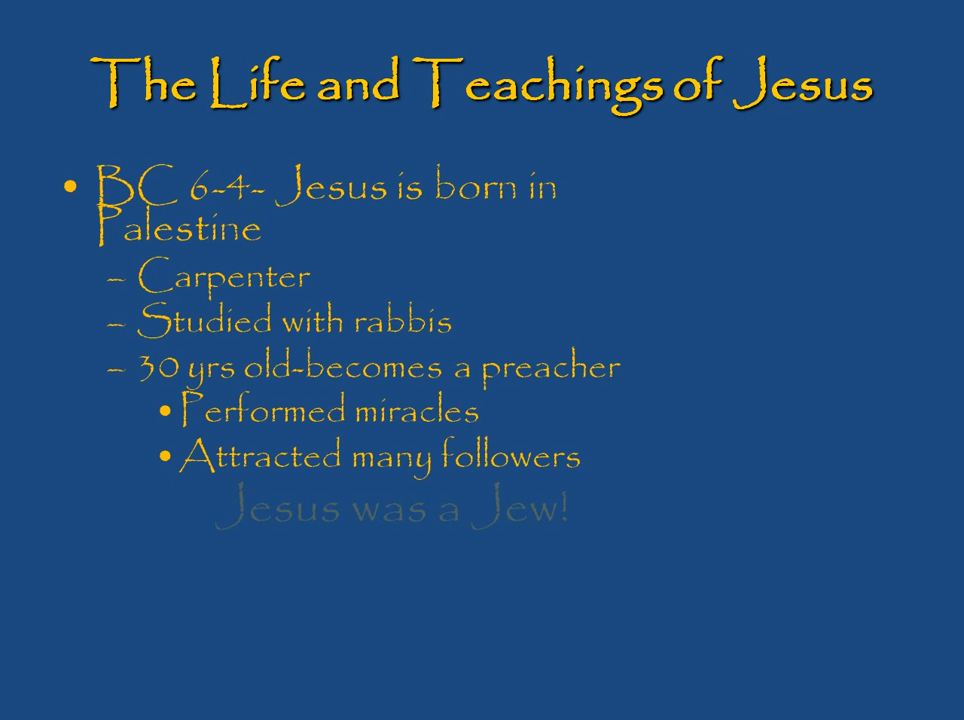 The Life and Teachings of Jesus
• BC 6-4- Jesus is born in
Palestine
– Carpenter
– Studied with rabbis
– 30 yrs old-becomes a preacher
• Performed miracles
• Attracted many followers
Jesus was a Jew!